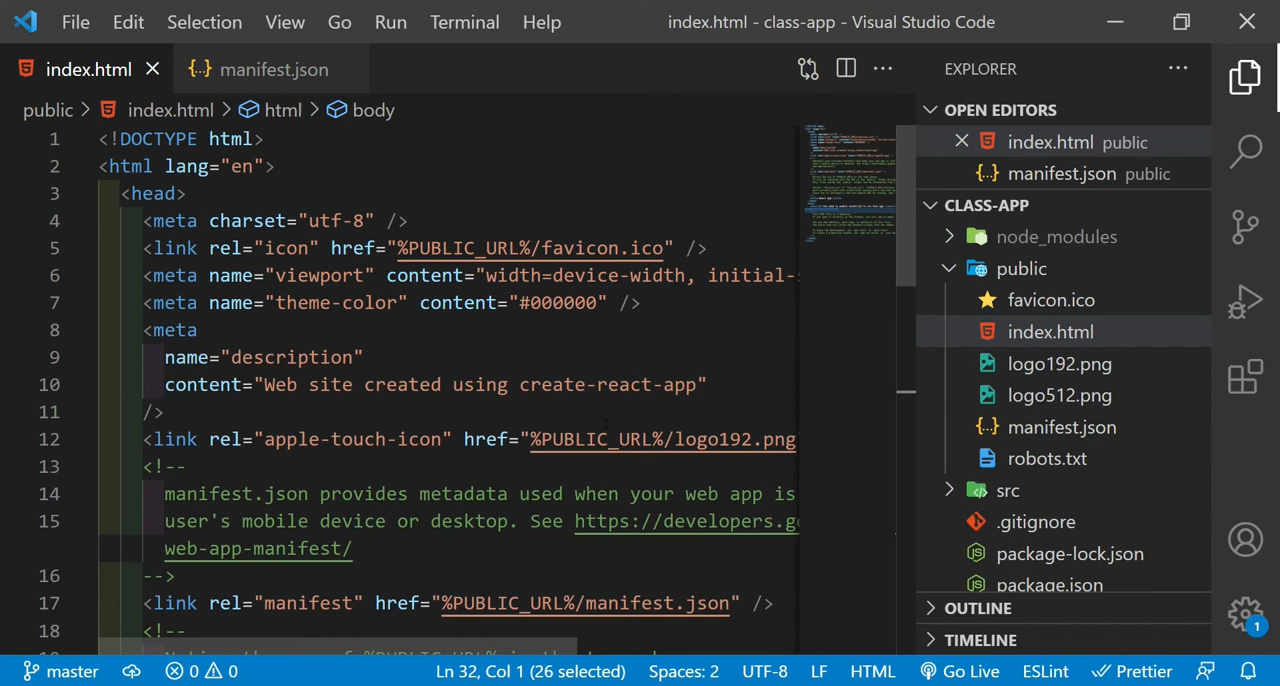 File Edit Selection View Go Run Terminal Help index.html - class-app - Visual Studio Code
index.html manifest.json
public > index.html > html > body
1 <!DOCTYPE html>
2 <html lang="en">
3 <head>
4 <meta charset="utf-8" />
5 <link rel="icon" href="%PUBLIC_URL%/favicon.ico" />
6 <meta name="viewport" content="width=device-width, initial-
7 <meta name="theme-color" content="#000000" />
8 <meta
9 name="description"
10 content="Web site created using create-react-app"
11 />
12 <link rel="apple-touch-icon" href="%PUBLIC_URL%/logo192.png
13 <!--
14 manifest.json provides metadata used when your web app is
15 user's mobile device or desktop. See https://developers.g
web-app-manifest/
16 -->
17 <link rel="manifest" href="%PUBLIC_URL%/manifest.json" />
18 <!--
EXPLORER
OPEN EDITORS
index.html public
{..} manifest.json public
CLASS-APP
node_modules
public
favicon.ico
index.html
logo192.png
logo512.png
{..} manifest.json
robots.txt
src
.gitignore
package-lock.json
package.json
OUTLINE
TIMELINE
1
master 0 0 Ln 32, Col 1 (26 selected) Spaces: 2 UTF-8 LF HTML Go Live ESLint Prettier